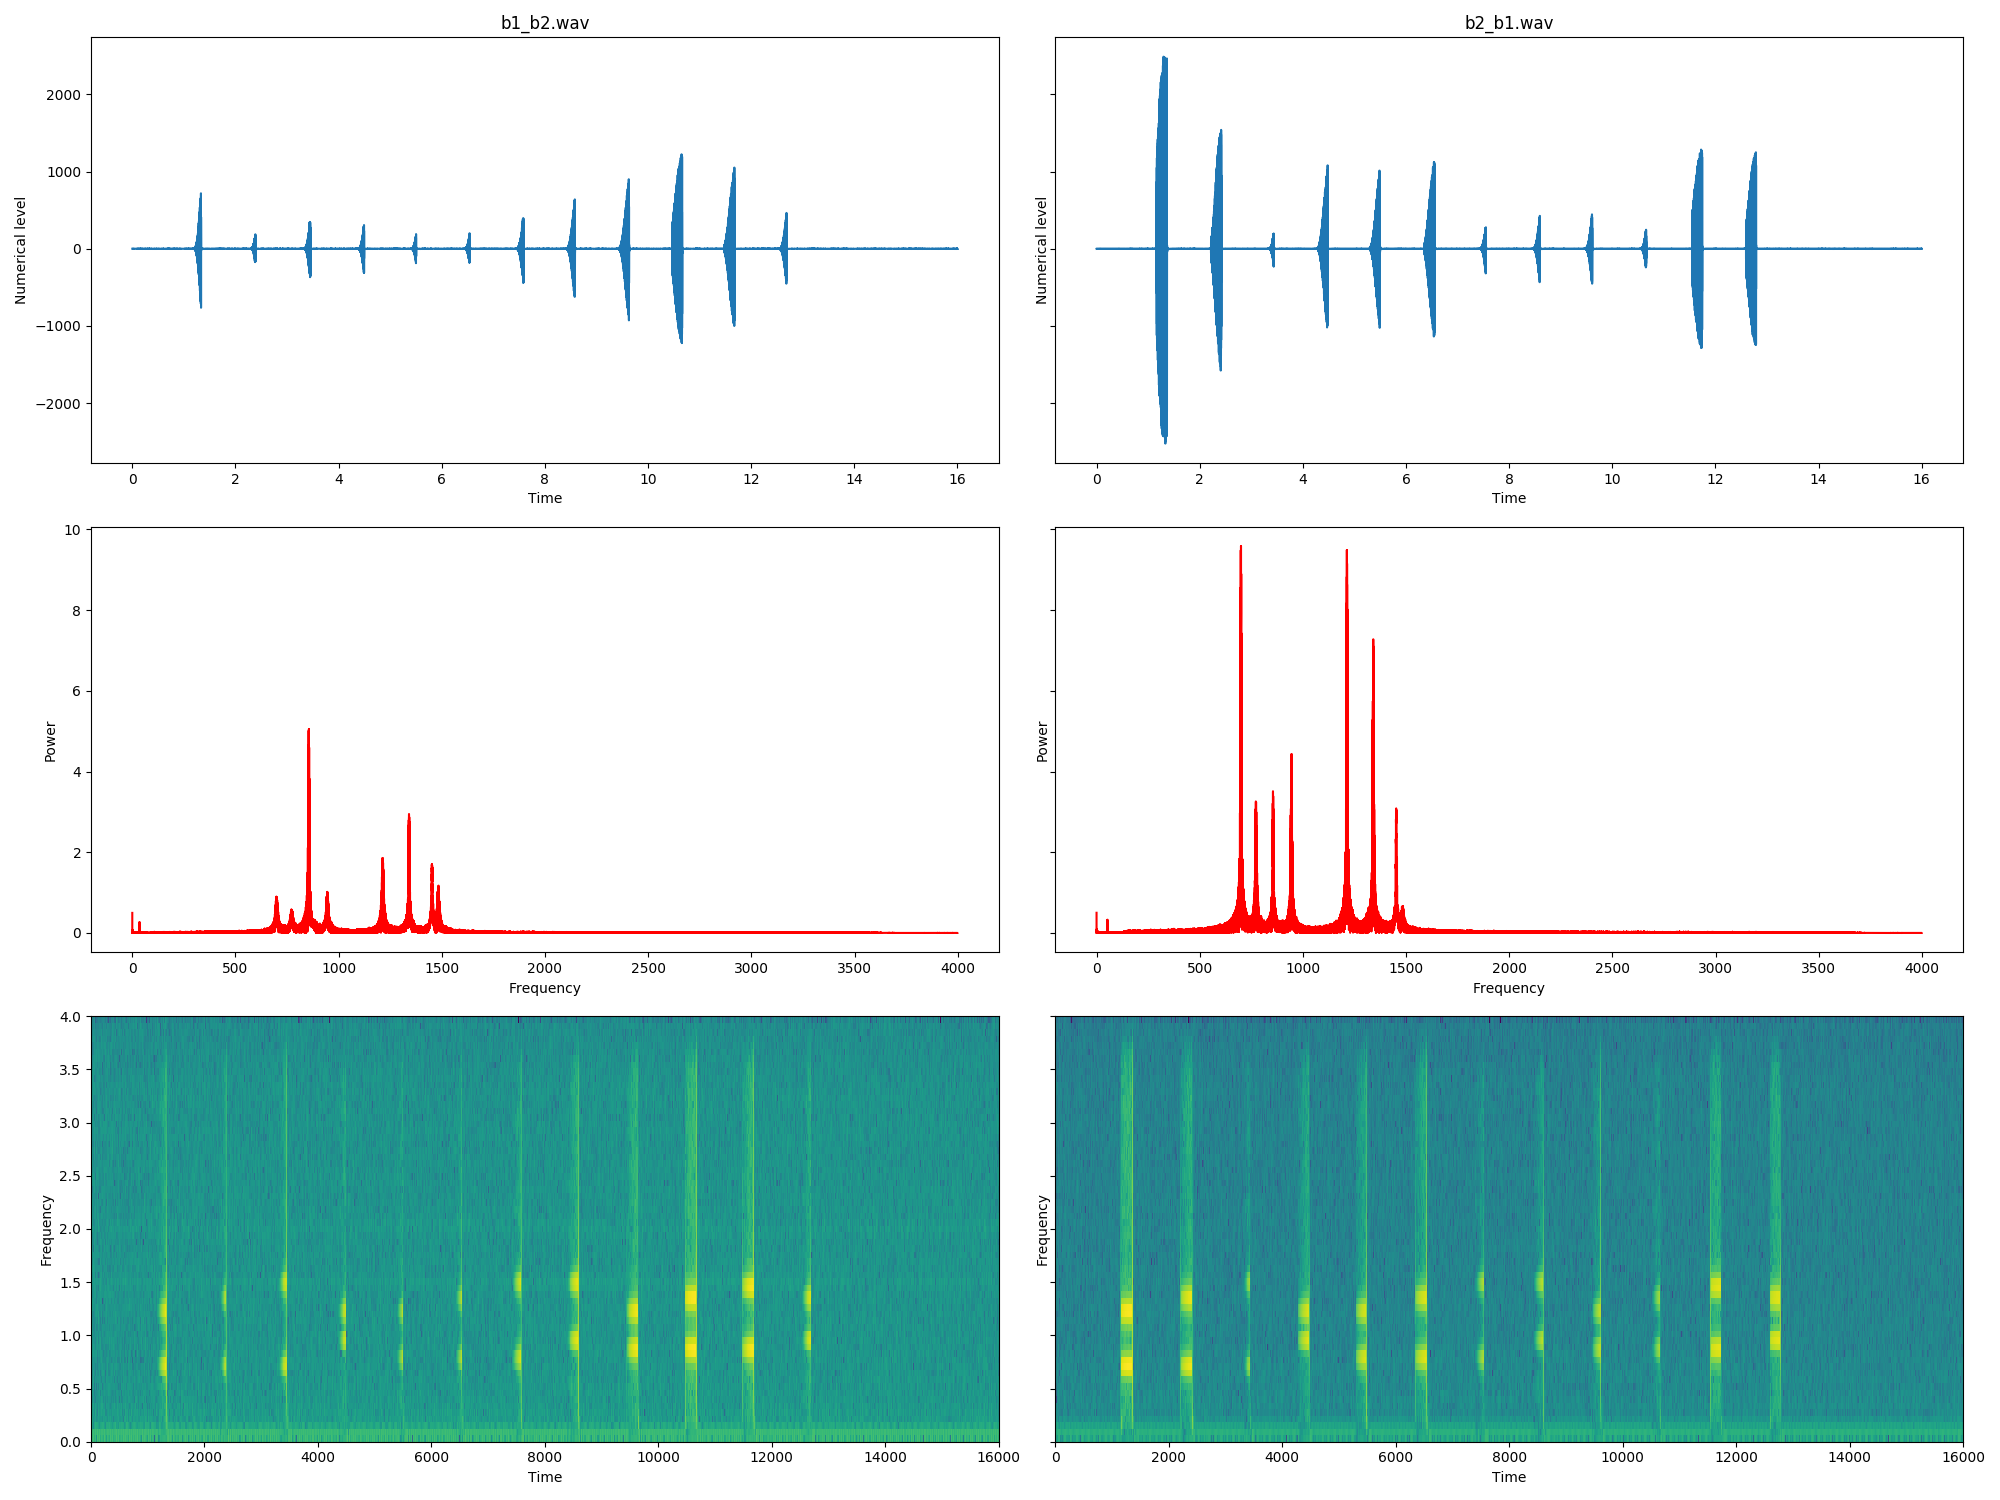 b1_b2.wav
b2_b1.wav
Numerical level
2000
1000
0
−1000
−2000
0 2 4 6 8 10 12 14 16
Time
Numerical level
0 2 4 6 8 10 12 14 16
Time
Power
10
8
6
4
2
0
0 500 1000 1500 2000 2500 3000 3500 4000
Frequency
Power
0 500 1000 1500 2000 2500 3000 3500 4000
Frequency
Frequency
4.0
3.5
3.0
2.5
2.0
1.5
1.0
0.5
0.0
0 2000 4000 6000 8000 10000 12000 14000 16000
Time
Frequency
0 2000 4000 6000 8000 10000 12000 14000 16000
Time